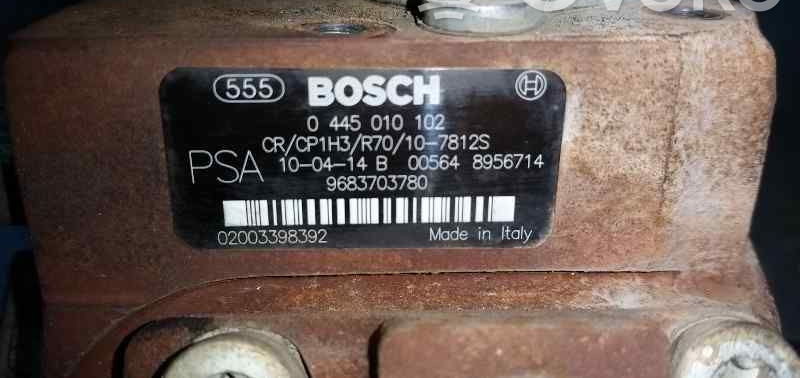 555 BOSCH
0 445 010 102
CR/CP1H3/R70/10-7812S
PSA 10-04-14 B 00564 8956714
9683703780
02003398392 Made in Italy